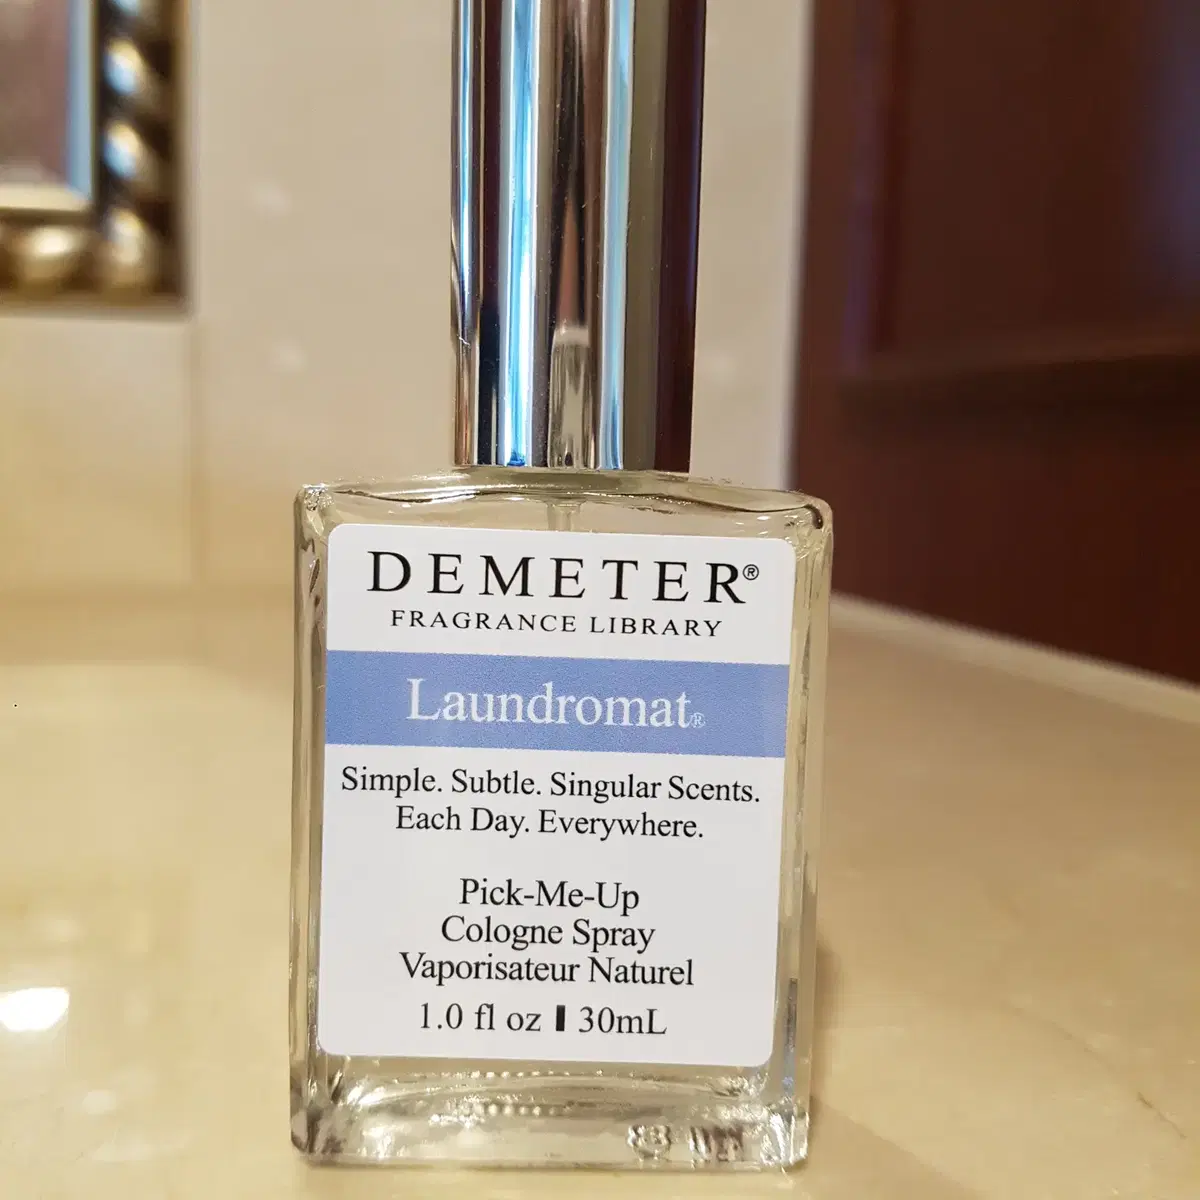 DEMETER®
FRAGRANCE LIBRARY
Laundromat®
Simple. Subtle. Singular Scents.
Each Day. Everywhere.
Pick-Me-Up
Cologne Spray
Vaporisateur Naturel
1.0 fl oz ▮ 30mL